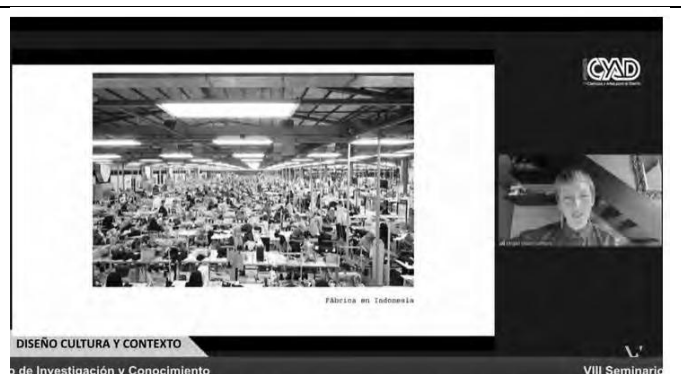 CYAD
Fábrica en Indonesia
DISEÑO CULTURA Y CONTEXTO
o de Investigación y Conocimiento
VIII Seminario